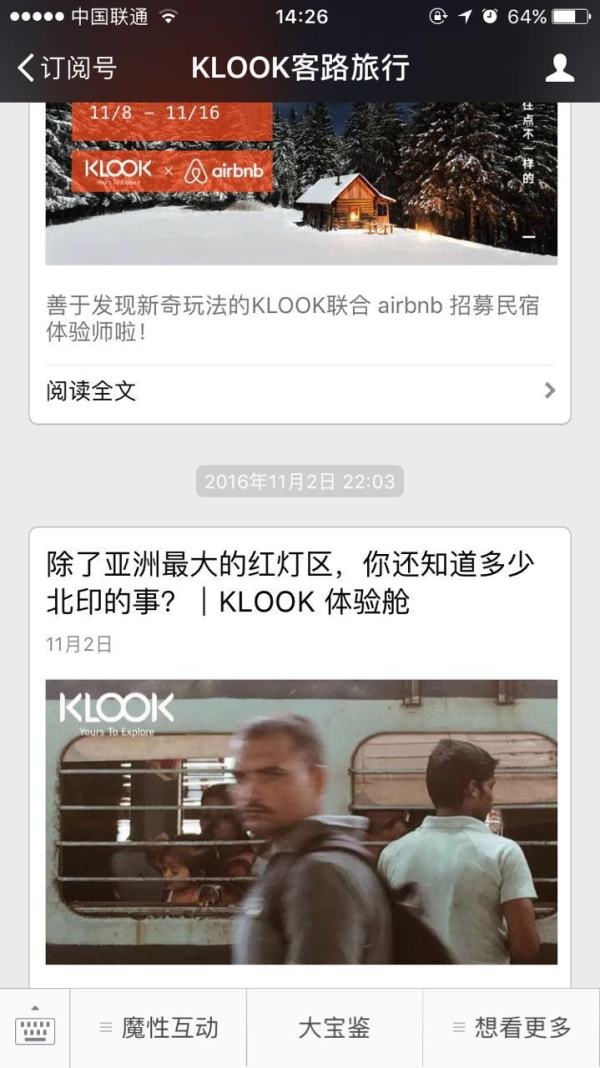 中国联通
14:26
64%
订阅号
KLOOK客路旅行
11/8 - 11/16
KLOOK × airbnb
Yours To Explore
点不一样的
善于发现新奇玩法的KLOOK联合 airbnb 招募民宿
体验师啦！
阅读全文
2016年11月2日 22:03
除了亚洲最大的红灯区，你还知道多少
北印的事？｜KLOOK 体验舱
11月2日
KLOOK
Yours To Explore
魔性互动
大宝鉴
想看更多